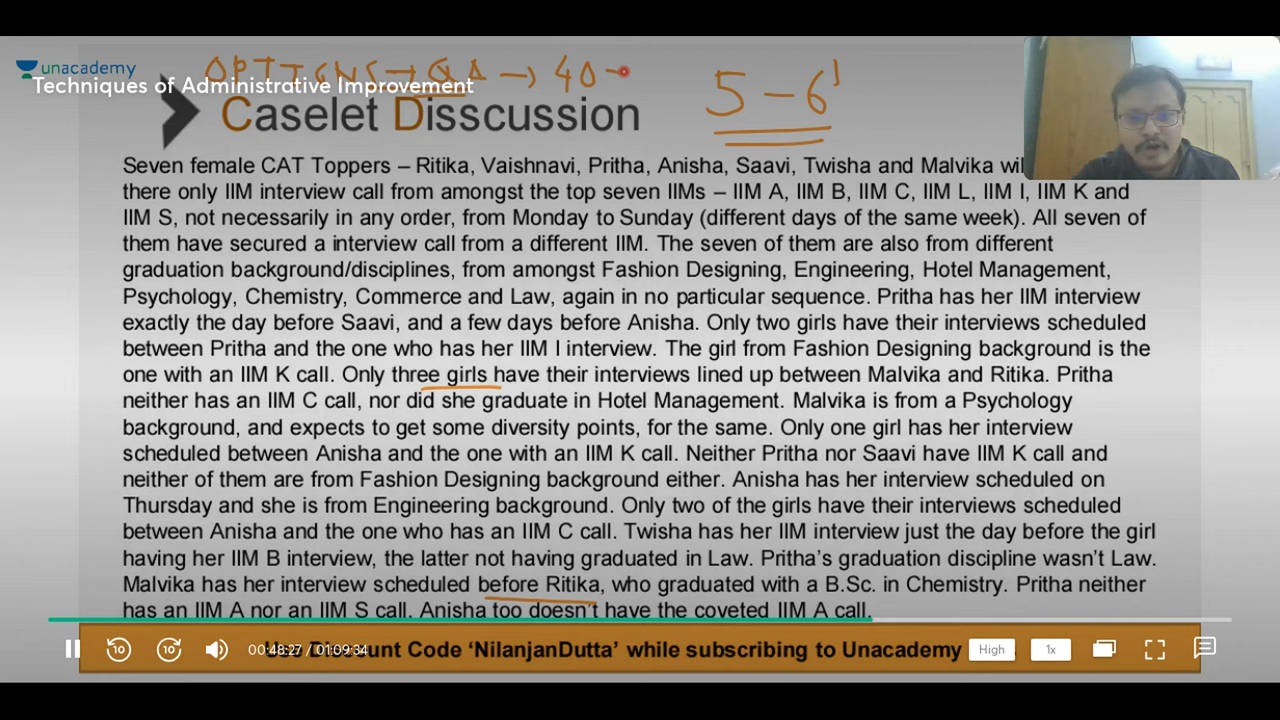 unacademy
OPTIONS → QA → 40 -
Techniques of Administrative Improvement
5 - 6'
Caselet Disscussion
Seven female CAT Toppers – Ritika, Vaishnavi, Pritha, Anisha, Saavi, Twisha and Malvika
there only IIM interview call from amongst the top seven IIMs – IIM A, IIM B, IIM C, IIM L, IIM I, IIM K and
IIM S, not necessarily in any order, from Monday to Sunday (different days of the same week). All seven of
them have secured a interview call from a different IIM. The seven of them are also from different
graduation background/disciplines, from amongst Fashion Designing, Engineering, Hotel Management,
Psychology, Chemistry, Commerce and Law, again in no particular sequence. Pritha has her IIM interview
exactly the day before Saavi, and a few days before Anisha. Only two girls have their interviews scheduled
between Pritha and the one who has her IIM I interview. The girl from Fashion Designing background is the
one with an IIM K call. Only three girls have their interviews lined up between Malvika and Ritika. Pritha
neither has an IIM C call, nor did she graduate in Hotel Management. Malvika is from a Psychology
background, and expects to get some diversity points, for the same. Only one girl has her interview
scheduled between Anisha and the one with an IIM K call. Neither Pritha nor Saavi have IIM K call and
neither of them are from Fashion Designing background either. Anisha has her interview scheduled on
Thursday and she is from Engineering background. Only two of the girls have their interviews scheduled
between Anisha and the one who has an IIM C call. Twisha has her IIM interview just the day before the girl
having her IIM B interview, the latter not having graduated in Law. Pritha's graduation discipline wasn't Law.
Malvika has her interview scheduled before Ritika, who graduated with a B.Sc. in Chemistry. Pritha neither
has an IIM A nor an IIM S call. Anisha too doesn't have the coveted IIM A call.
10 10 00:48:27 / 01:09:34 Discount Code 'NilanjanDutta' while subscribing to Unacademy High 1x